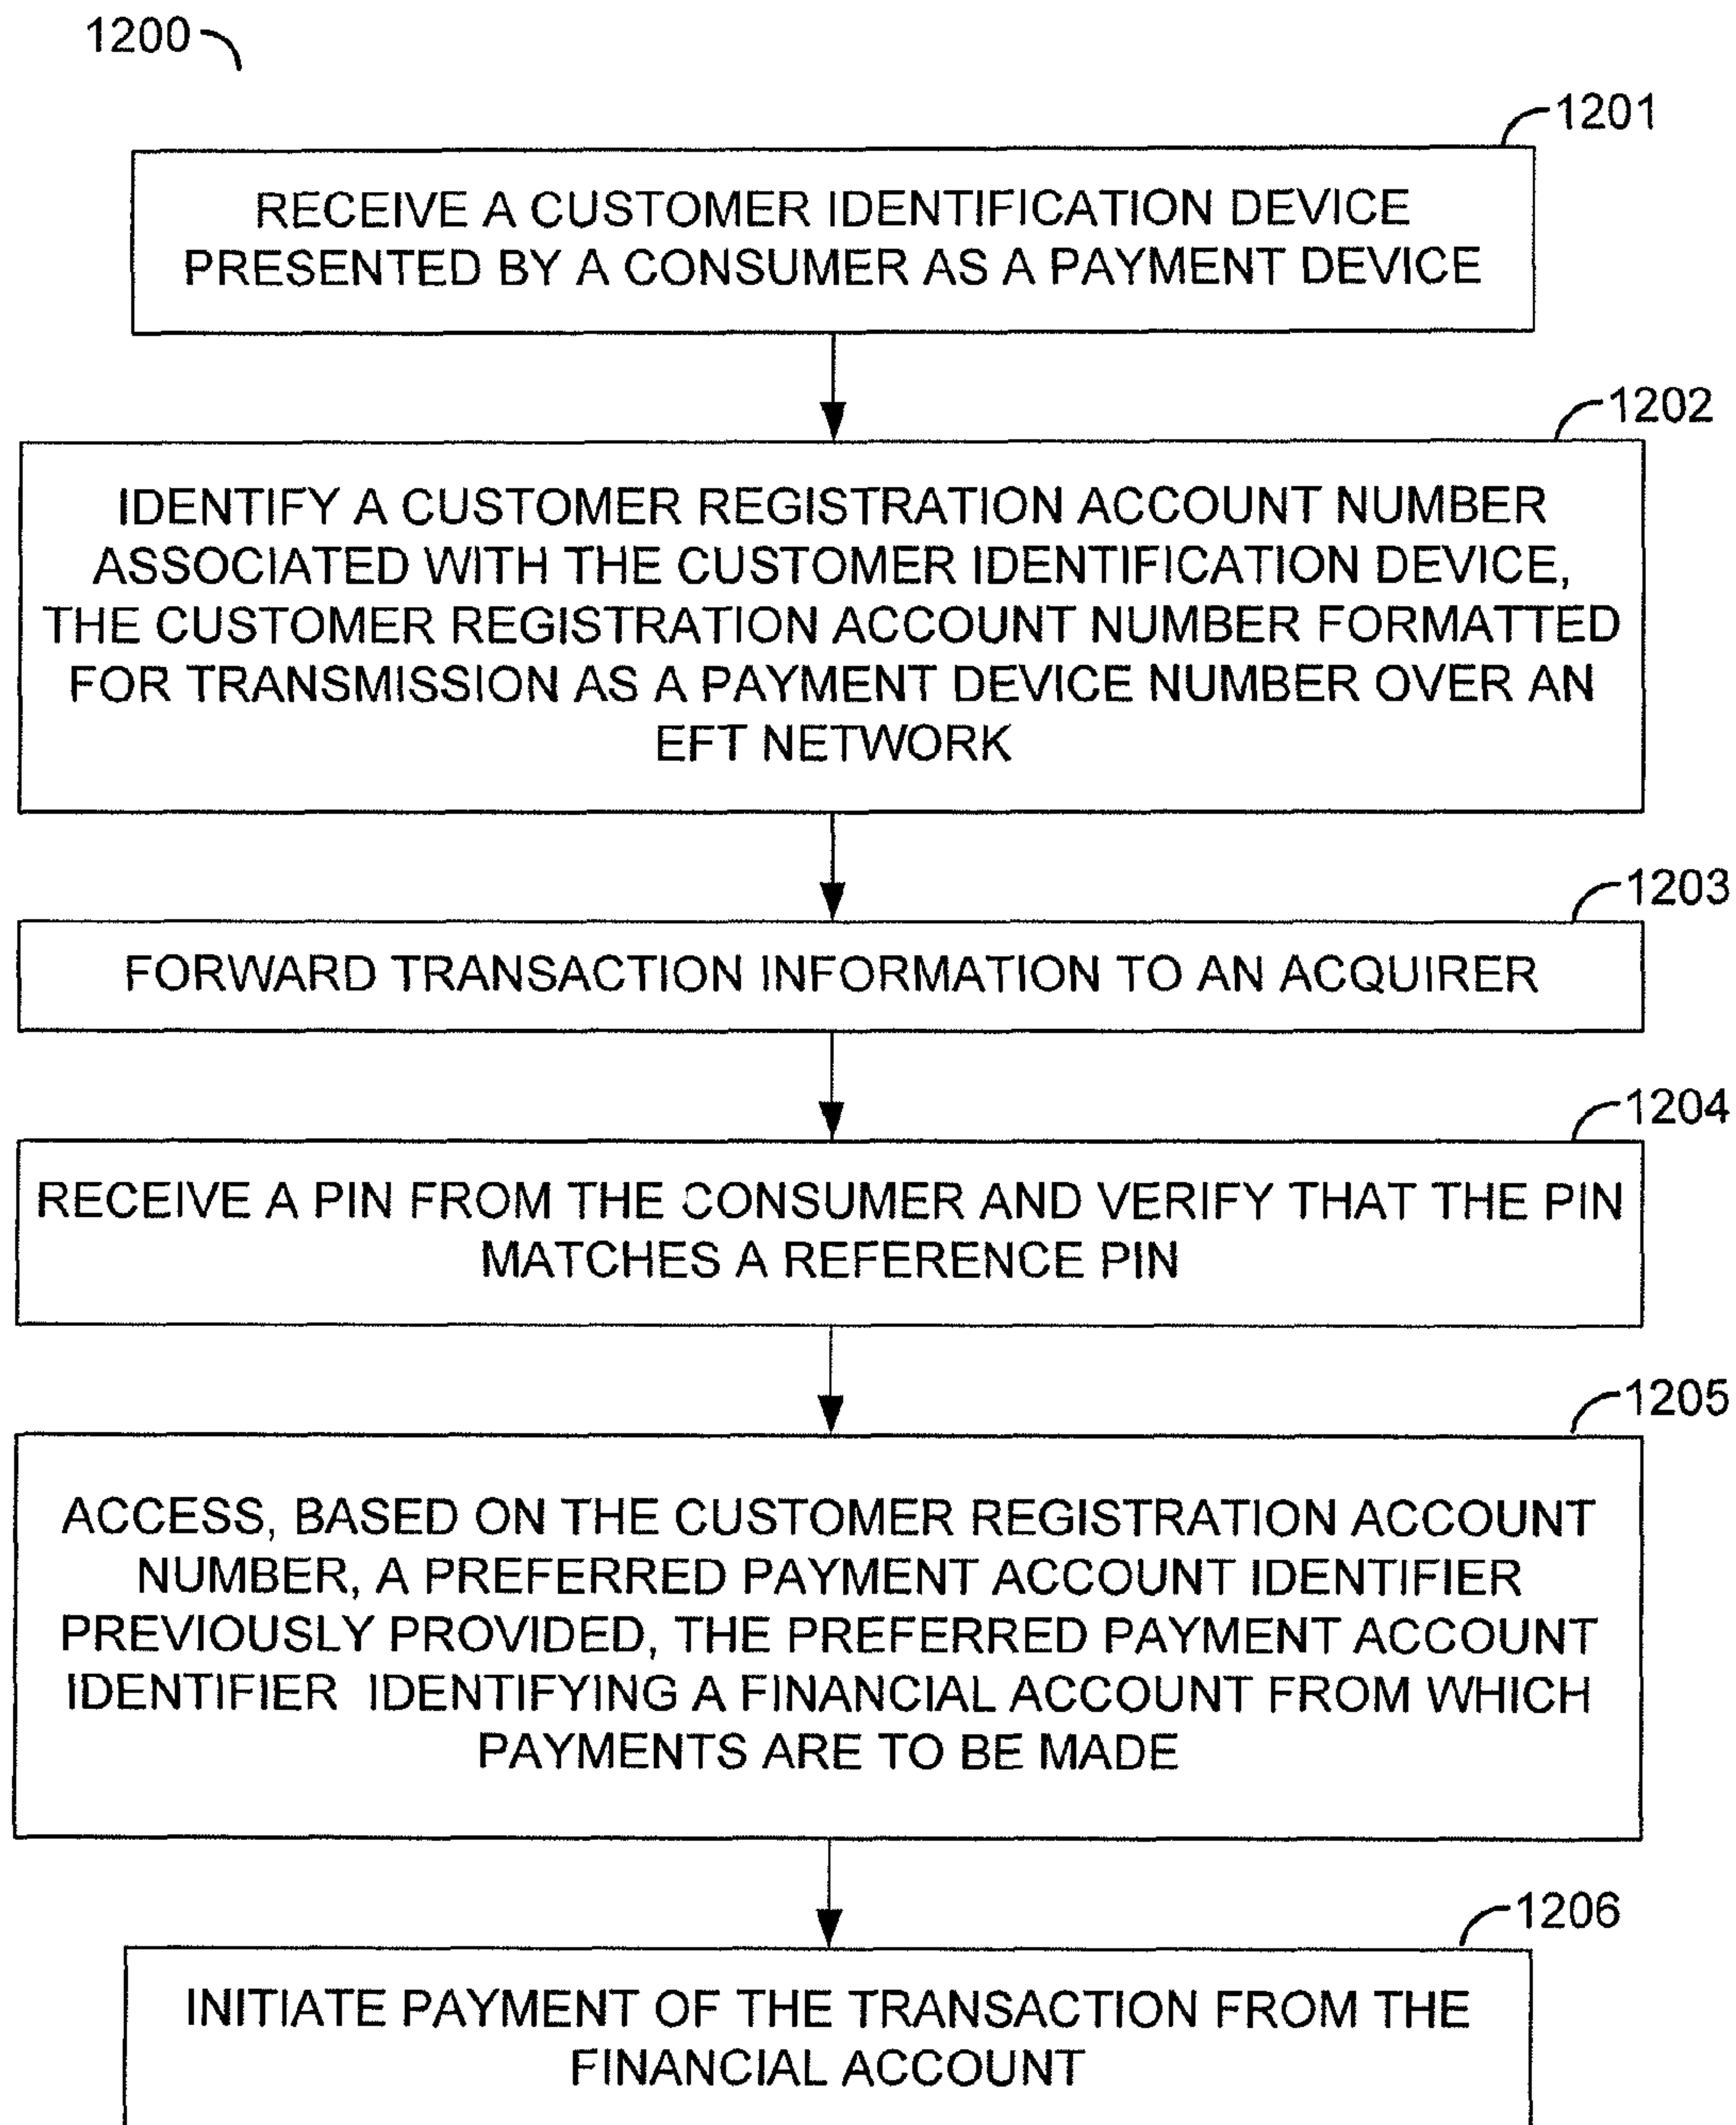 1200
1201
RECEIVE A CUSTOMER IDENTIFICATION DEVICE
PRESENTED BY A CONSUMER AS A PAYMENT DEVICE
1202
IDENTIFY A CUSTOMER REGISTRATION ACCOUNT NUMBER
ASSOCIATED WITH THE CUSTOMER IDENTIFICATION DEVICE,
THE CUSTOMER REGISTRATION ACCOUNT NUMBER FORMATTED
FOR TRANSMISSION AS A PAYMENT DEVICE NUMBER OVER AN
EFT NETWORK
1203
FORWARD TRANSACTION INFORMATION TO AN ACQUIRER
1204
RECEIVE A PIN FROM THE CONSUMER AND VERIFY THAT THE PIN
MATCHES A REFERENCE PIN
1205
ACCESS, BASED ON THE CUSTOMER REGISTRATION ACCOUNT
NUMBER, A PREFERRED PAYMENT ACCOUNT IDENTIFIER
PREVIOUSLY PROVIDED, THE PREFERRED PAYMENT ACCOUNT
IDENTIFIER IDENTIFYING A FINANCIAL ACCOUNT FROM WHICH
PAYMENTS ARE TO BE MADE
1206
INITIATE PAYMENT OF THE TRANSACTION FROM THE
FINANCIAL ACCOUNT